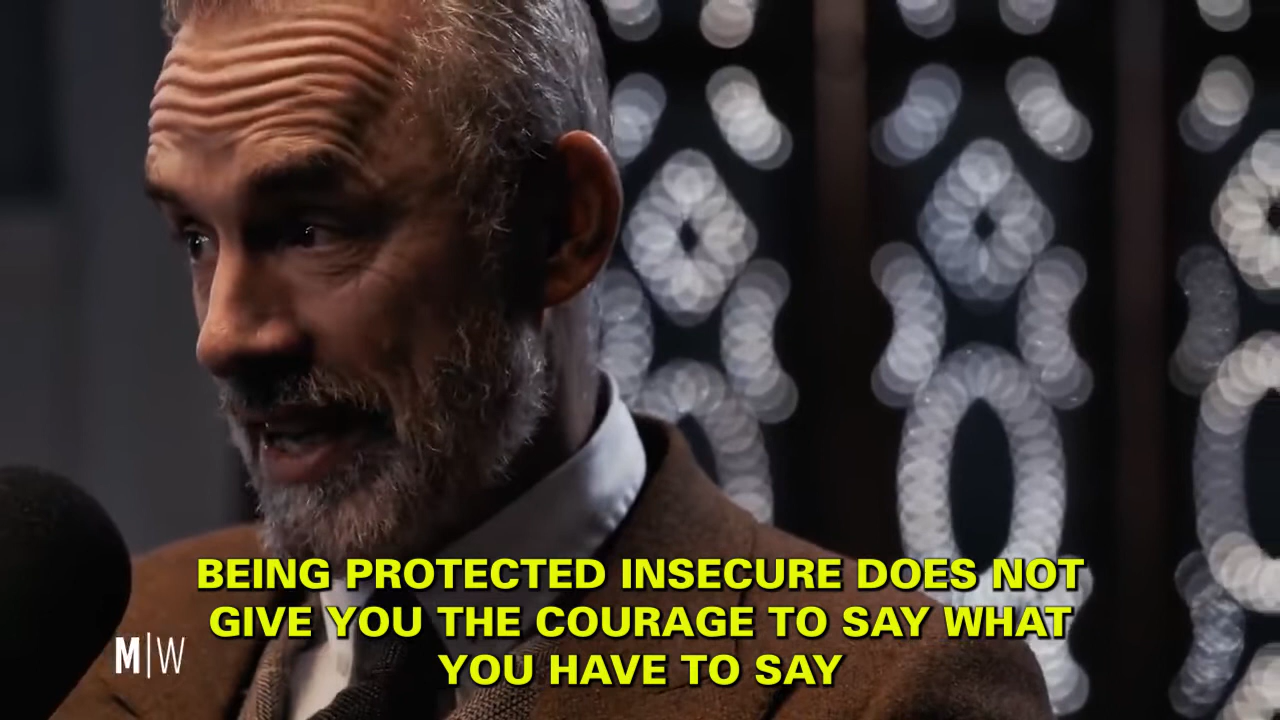 BEING PROTECTED INSECURE DOES NOT
GIVE YOU THE COURAGE TO SAY WHAT
YOU HAVE TO SAY
M|W